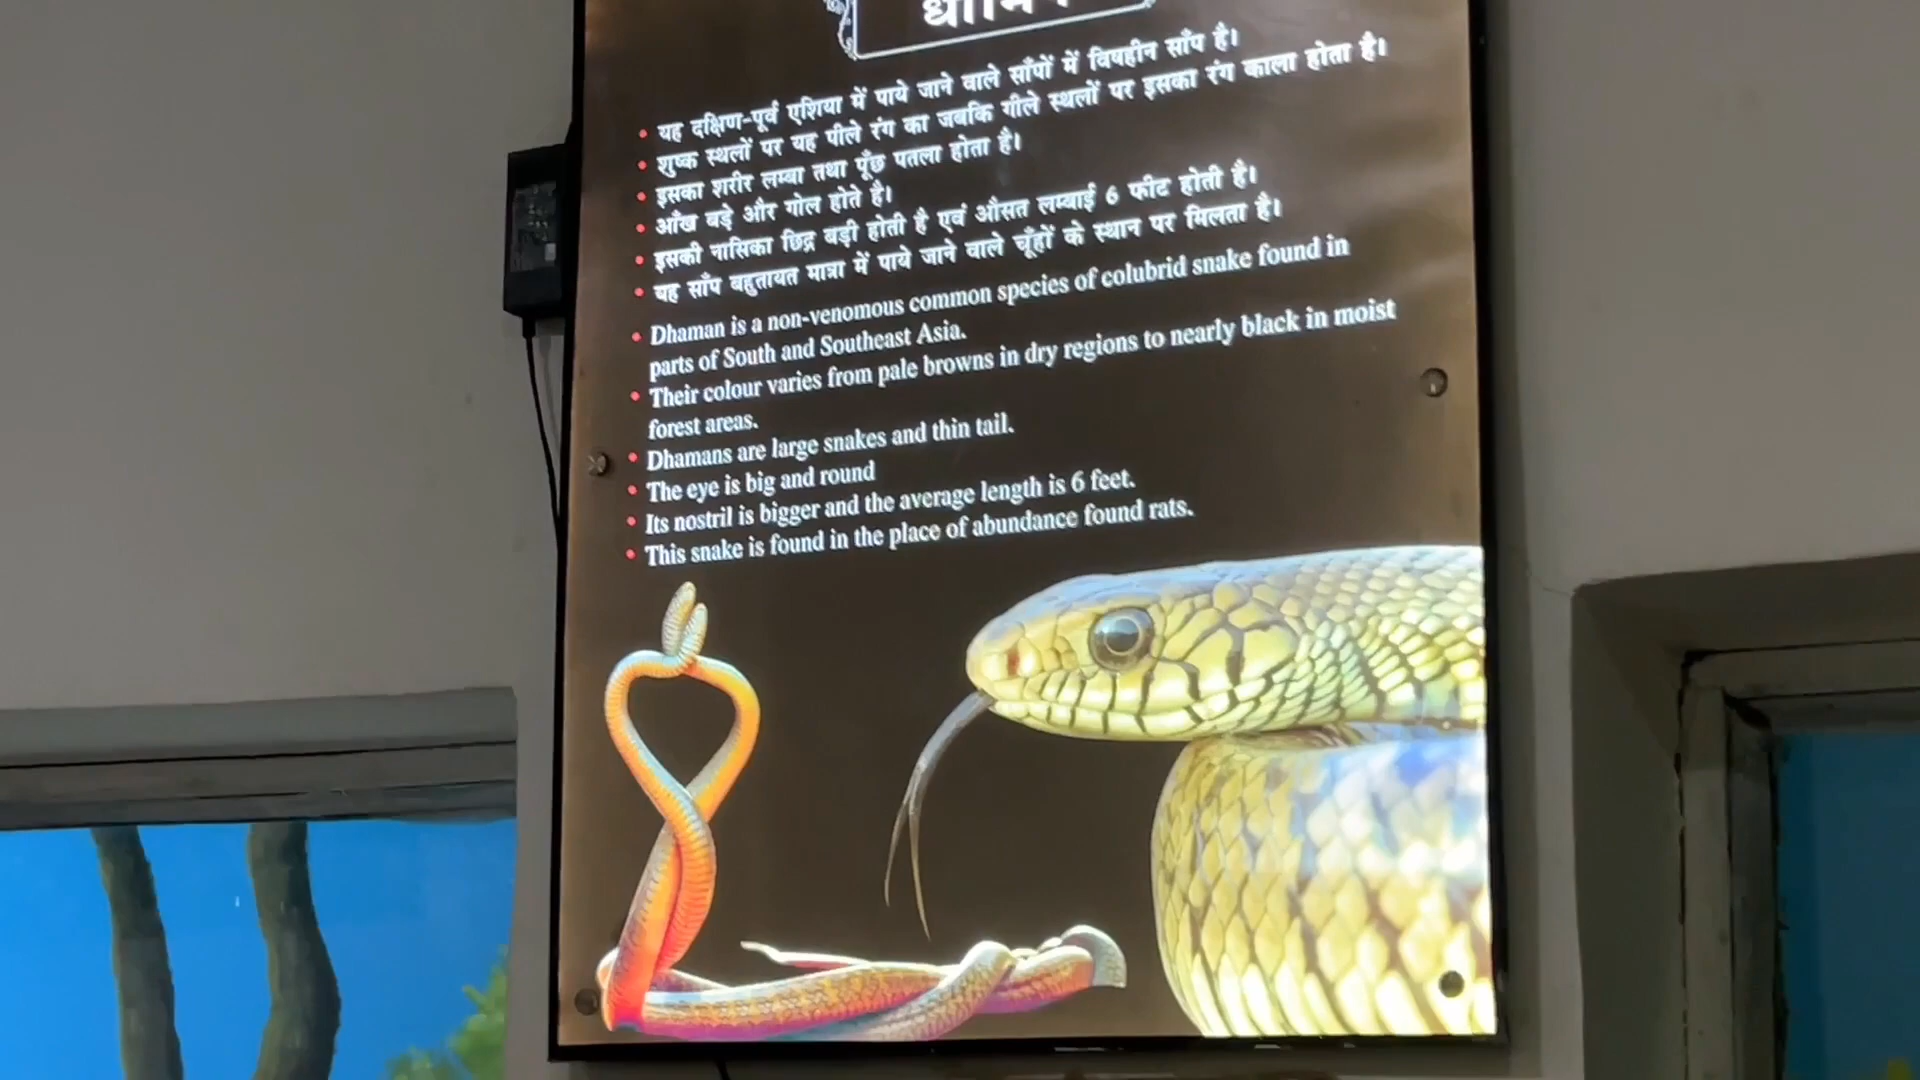 यह दक्षिण-पूर्व एशिया में पाये जाने वाले साँपों में विषहीन साँप है।
शुष्क स्थलों पर यह पीले रंग का जबकि गीले स्थलों पर इसका रंग काला होता है।
इसका शरीर लम्बा तथा पूँछ पतला होता है।
आँख बड़े और गोल होते है।
इसकी नासिका छिद्र बड़ी होती है एवं औसत लम्बाई 6 फीट होती है।
यह साँप बहुतायत मात्रा में पाये जाने वाले चूँहों के स्थान पर मिलता है।
Dhaman is a non-venomous common species of colubrid snake found in
parts of South and Southeast Asia.
Their colour varies from pale browns in dry regions to nearly black in moist
forest areas.
Dhamans are large snakes and thin tail.
The eye is big and round
Its nostril is bigger and the average length is 6 feet.
This snake is found in the place of abundance found rats.